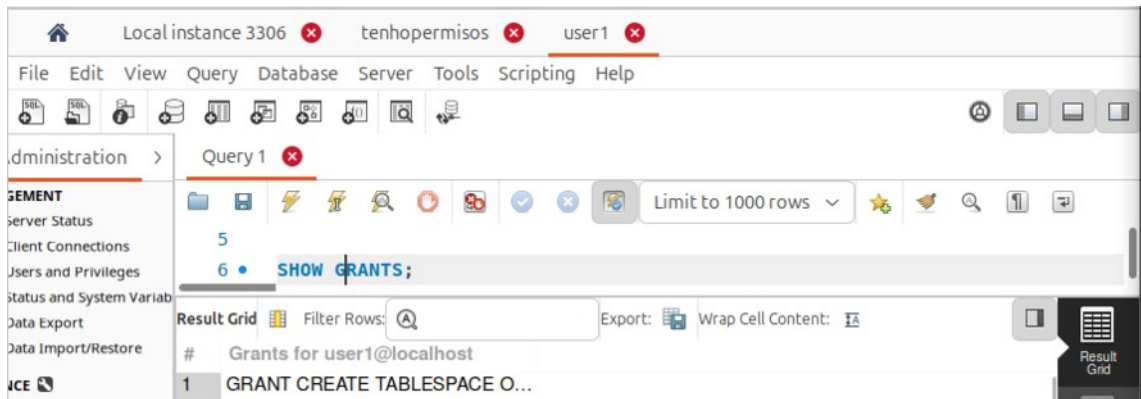 Local instance 3306 tenhopermisos user1
File Edit View Query Database Server Tools Scripting Help
dministration > Query 1
GEMENT
Server Status
Client Connections
Users and Privileges
Status and System Variab
Data Export
Data Import/Restore
NCE
Limit to 1000 rows
5
6 SHOW GRANTS;
Result Grid Filter Rows: Export: Wrap Cell Content:
# Grants for user1@localhost
1 GRANT CREATE TABLESPACE O...
Result
Grid